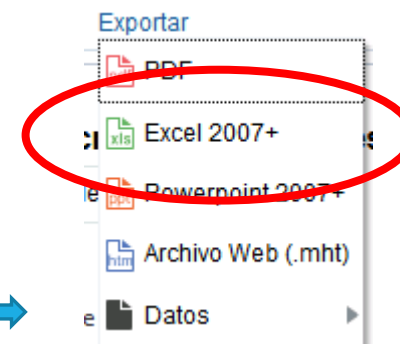 Exportar
PDF
Excel 2007+
Powerpoint 2007+
Archivo Web (.mht)
Datos